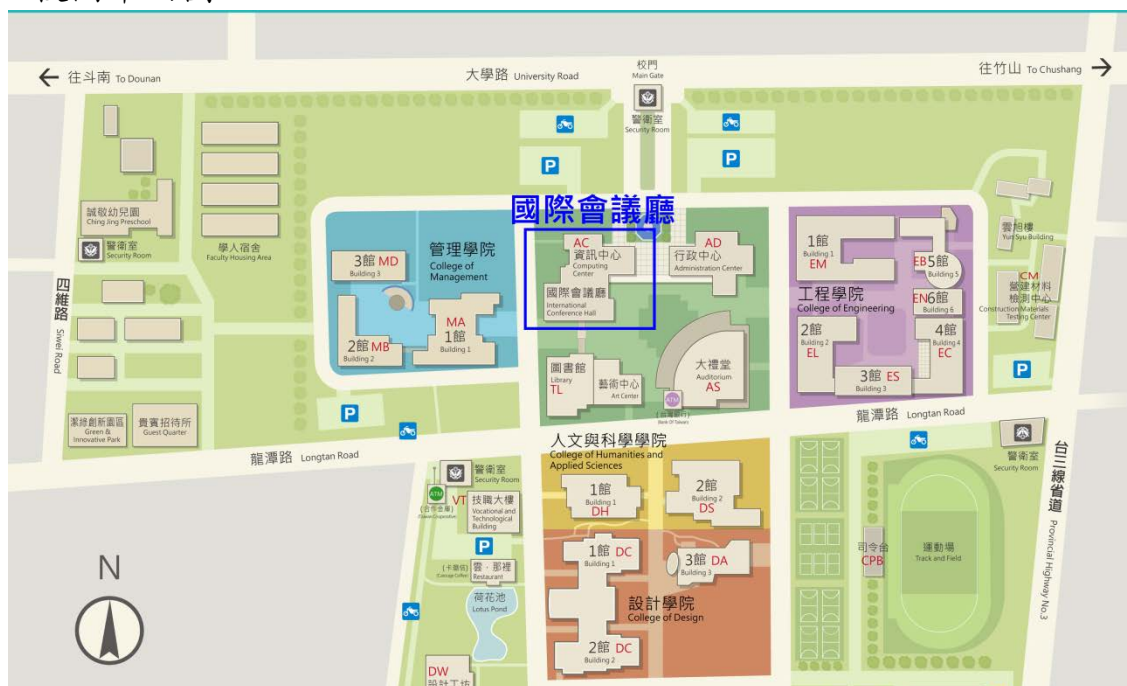 往斗南 To Dounan
大學路 University Road
校門
Main Gate
往竹山 To Chushang
警衛室
Security Room
P
P
國際會議廳
誠敬幼兒園
Ching Jing Preschool
警衛室
Security Room
學人宿舍
Faculty Housing Area
四維路 Siwei Road
3館 MD
Building 3
管理學院
College of
Management
MA
1館
Building 1
2館 MB
Building 2
AC
資訊中心
Computing
Center
國際會議廳
International
Conference Hall
AD
行政中心
Administration Center
圖書館
Library
TL
藝術中心
Art Center
大禮堂
Auditorium
AS
ATM
1館
Building 1
EM
EB 5館
Building 5
工程學院
College of Engineering
EN 6館
Building 6
2館
Building 2
EL
4館
Building 4
EC
3館 ES
Building 3
雲旭樓
Yun Syu Building
CM
營建材料
檢測中心
Construction Materials
Testing Center
P
P
潔綠創新園區
Green &
Innovative Park
貴賓招待所
Guest Quarter
龍潭路 Longtan Road
龍潭路 Longtan Road
警衛室
Security Room
台三線省道 Provincial Highway No.3
人文與科學學院
College of Humanities and
Applied Sciences
1館
Building 1
DH
2館
Building 2
DS
警衛室
Security Room
ATM
VT 技職大樓
Vocational and
Technological
Building
P
雲．那裡
Restaurant
荷花池
Lotus Pond
DW
設計工坊
1館 DC
Building 1
3館 DA
Building 3
設計學院
College of Design
2館 DC
Building 2
司令台
CPB
運動場
Track and Field
N